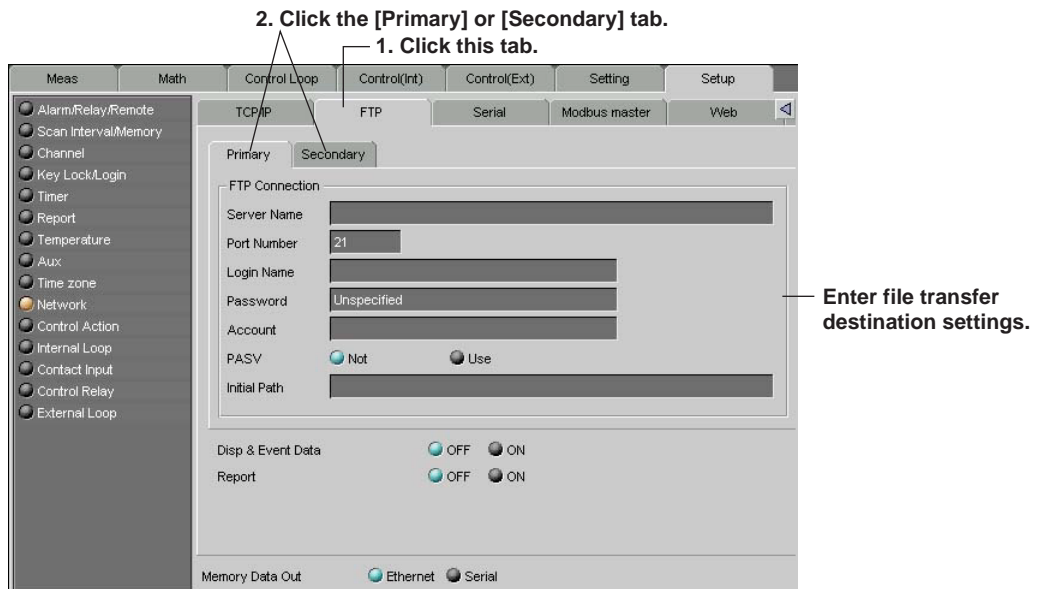 2. Click the [Primary] or [Secondary] tab.
1. Click this tab.
Meas Math Control Loop Control(Int) Control(Ext) Setting Setup
Alarm/Relay/Remote
Scan Interval/Memory
Channel
Key Lock/Login
Timer
Report
Temperature
Aux
Time zone
Network
Control Action
Internal Loop
Contact Input
Control Relay
External Loop
TCP/IP FTP Serial Modbus master Web
Primary Secondary
FTP Connection
Server Name
Port Number 21
Login Name
Password Unspecified
Account
PASV Not Use
Initial Path
Disp & Event Data OFF ON
Report OFF ON
Memory Data Out Ethernet Serial
Enter file transfer
destination settings.